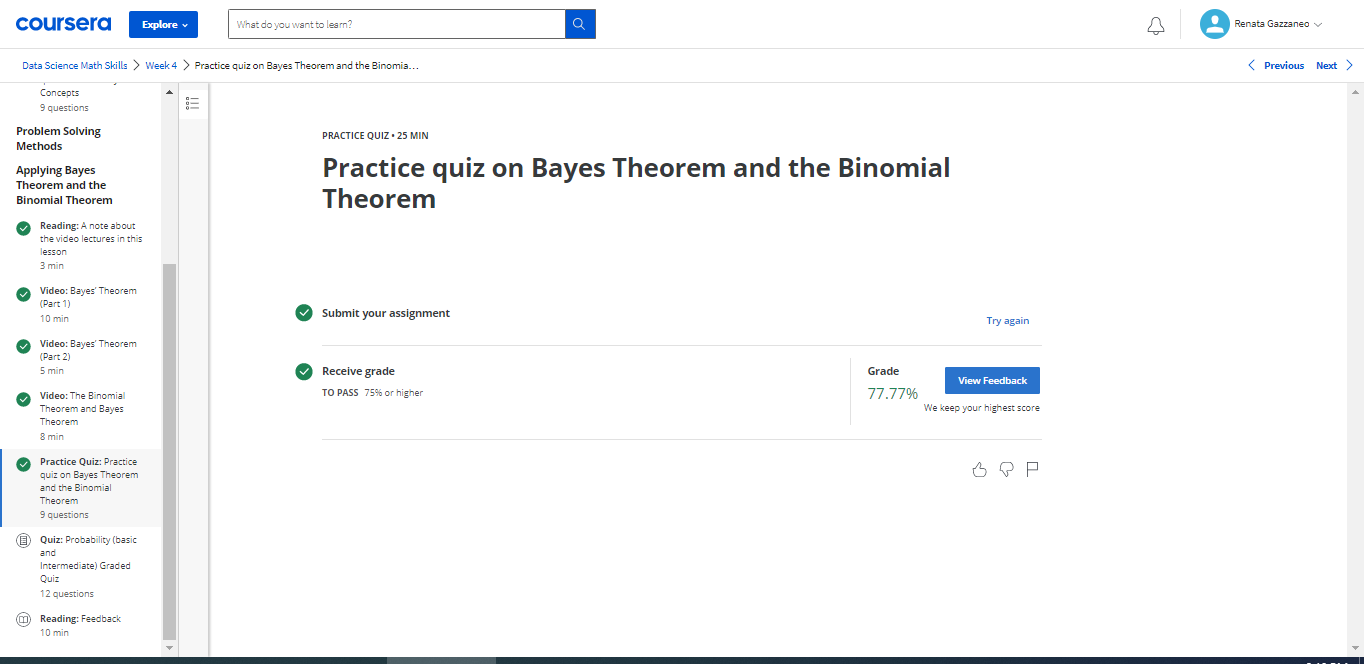 coursera
Explore
What do you want to learn?
Renata Gazzaneo
Data Science Math Skills
Week 4
Practice quiz on Bayes Theorem and the Binomia...
Previous
Next
Concepts
9 questions
Problem Solving
Methods
Applying Bayes
Theorem and the
Binomial Theorem
Reading: A note about
the video lectures in this
lesson
3 min
Video: Bayes' Theorem
(Part 1)
10 min
Video: Bayes' Theorem
(Part 2)
5 min
Video: The Binomial
Theorem and Bayes
Theorem
8 min
Practice Quiz: Practice
quiz on Bayes Theorem
and the Binomial
Theorem
9 questions
Quiz: Probability (basic
and
Intermediate) Graded
Quiz
12 questions
Reading: Feedback
10 min
PRACTICE QUIZ • 25 MIN
Practice quiz on Bayes Theorem and the Binomial
Theorem
Submit your assignment
Try again
Receive grade
TO PASS 75% or higher
Grade
77.77%
View Feedback
We keep your highest score